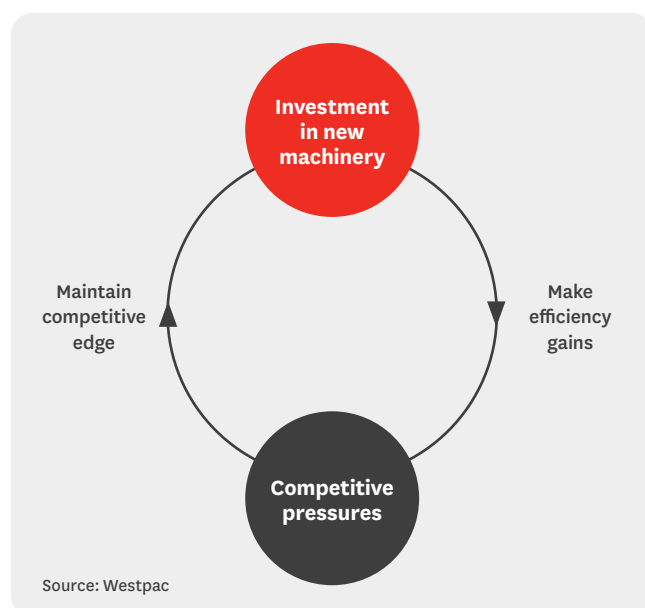 Investment
in new
machinery
Maintain
competitive
edge
Make
efficiency
gains
Competitive
pressures
Source: Westpac